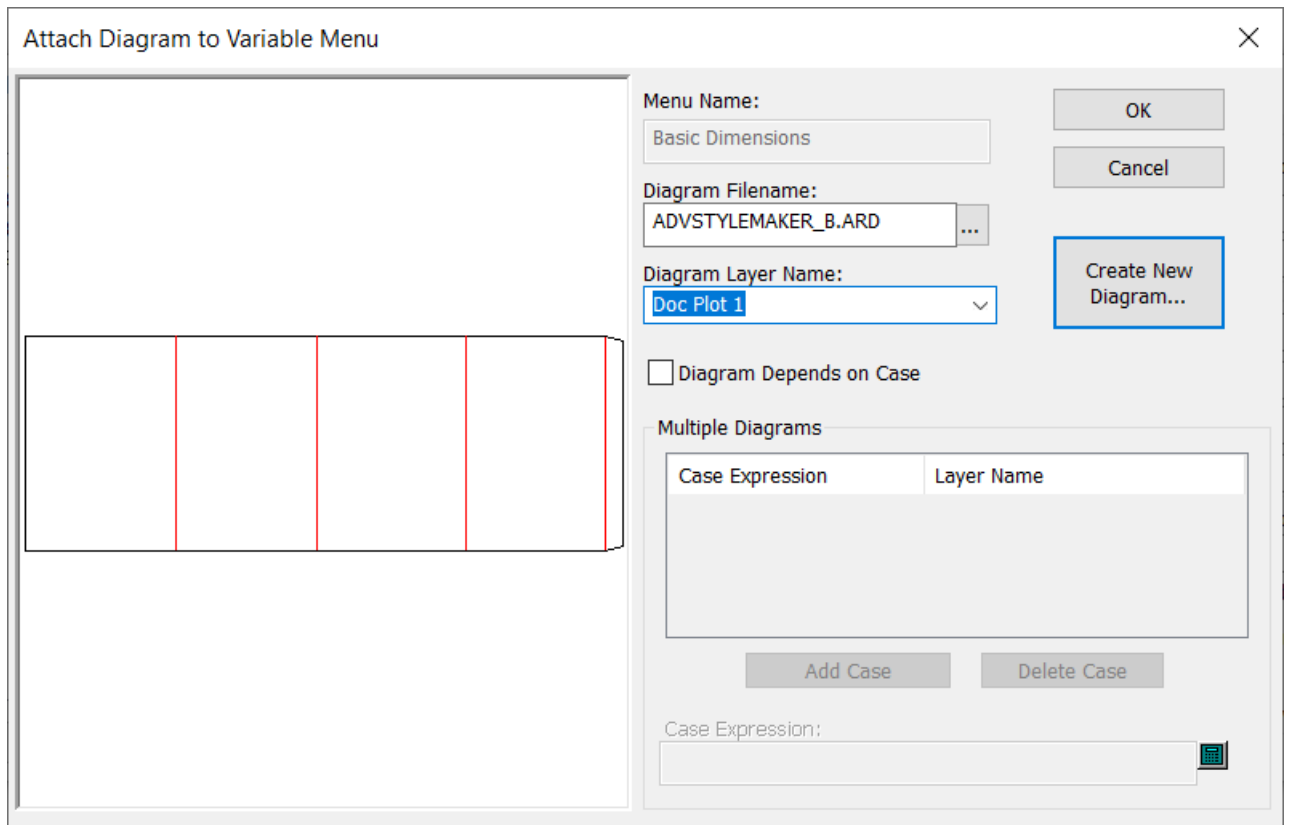 Attach Diagram to Variable Menu
Menu Name:
Basic Dimensions
OK
Cancel
Diagram Filename:
ADVSTYLEMAKER_B.ARD
...
Diagram Layer Name:
Doc Plot 1
Create New
Diagram...
Diagram Depends on Case
Multiple Diagrams
Case Expression Layer Name
Add Case Delete Case
Case Expression: